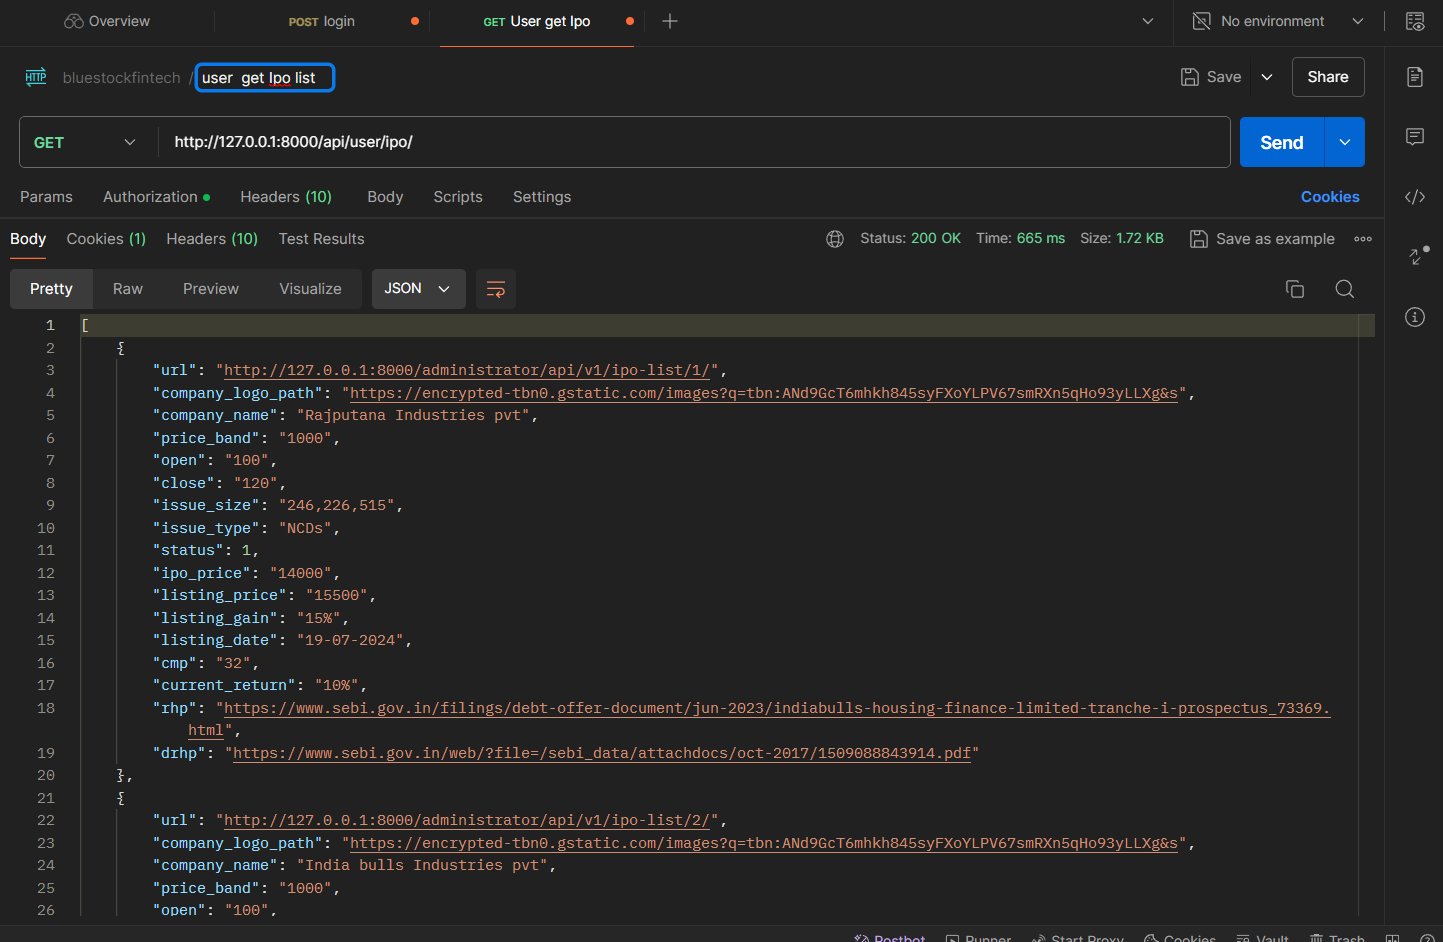 Overview
POST login
GET User get Ipo
No environment
HTTP bluestockfintech / user  get Ipo list
Save
Share
GET
http://127.0.0.1:8000/api/user/ipo/
Send
Params Authorization Headers (10) Body Scripts Settings
Cookies
Body Cookies (1) Headers (10) Test Results
Status: 200 OK Time: 665 ms Size: 1.72 KB
Save as example
Pretty Raw Preview Visualize JSON
1 [
2 {
3 "url": "http://127.0.0.1:8000/administrator/api/v1/ipo-list/1/",
4 "company_logo_path": "https://encrypted-tbn0.gstatic.com/images?q=tbn:ANd9GcT6mhkh845syFXoYLPV67smRXn5qHo93yLLXg&s",
5 "company_name": "Rajputana Industries pvt",
6 "price_band": "1000",
7 "open": "100",
8 "close": "120",
9 "issue_size": "246,226,515",
10 "issue_type": "NCDs",
11 "status": 1,
12 "ipo_price": "14000",
13 "listing_price": "15500",
14 "listing_gain": "15%",
15 "listing_date": "19-07-2024",
16 "cmp": "32",
17 "current_return": "10%",
18 "rhp": "https://www.sebi.gov.in/filings/debt-offer-document/jun-2023/indiabulls-housing-finance-limited-tranche-i-prospectus_73369.
html",
19 "drhp": "https://www.sebi.gov.in/web/?file=/sebi_data/attachdocs/oct-2017/1509088843914.pdf"
20 },
21 {
22 "url": "http://127.0.0.1:8000/administrator/api/v1/ipo-list/2/",
23 "company_logo_path": "https://encrypted-tbn0.gstatic.com/images?q=tbn:ANd9GcT6mhkh845syFXoYLPV67smRXn5qHo93yLLXg&s",
24 "company_name": "India bulls Industries pvt",
25 "price_band": "1000",
26 "open": "100",
Postbot Runner Start Proxy Cookies Vault Trash